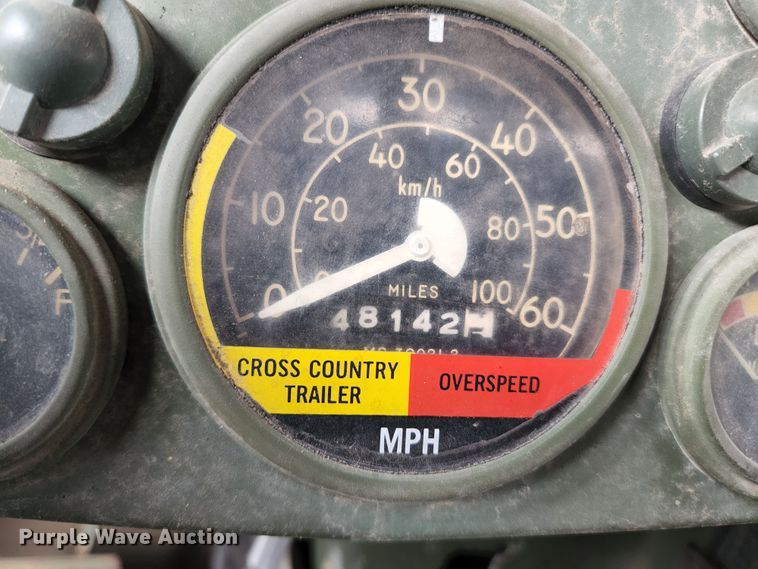 30
20 40
40 60
km/h
10 20 80 50
MILES
0 0 100 60
48142
CROSS COUNTRY
TRAILER
OVERSPEED
MPH
F
Purple Wave Auction